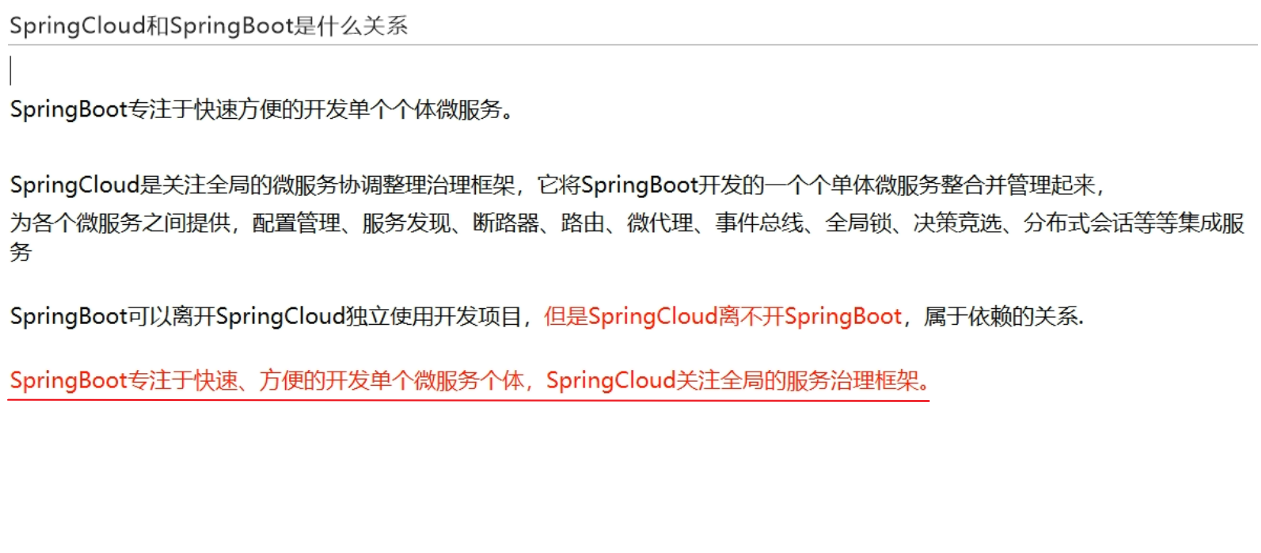 SpringCloud和SpringBoot是什么关系
SpringBoot专注于快速方便的开发单个个体微服务。
SpringCloud是关注全局的微服务协调整理治理框架，它将SpringBoot开发的一个个单体微服务整合并管理起来，
为各个微服务之间提供，配置管理、服务发现、断路器、路由、微代理、事件总线、全局锁、决策竞选、分布式会话等等集成服
务
SpringBoot可以离开SpringCloud独立使用开发项目，但是SpringCloud离不开SpringBoot，属于依赖的关系.
SpringBoot专注于快速、方便的开发单个微服务个体，SpringCloud关注全局的服务治理框架。